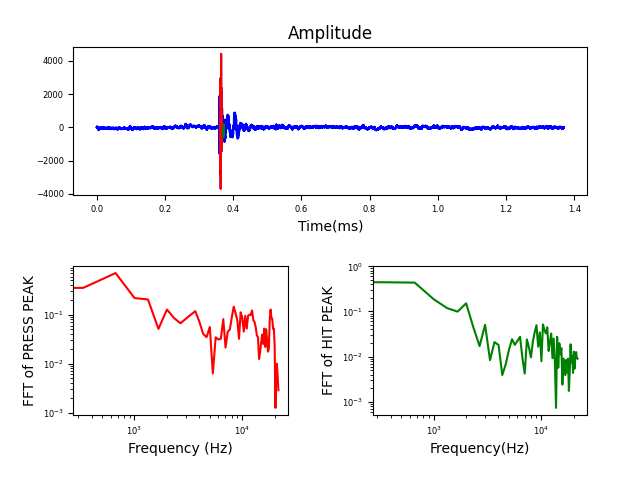 Amplitude
4000
2000
0
−2000
−4000
0.0 0.2 0.4 0.6 0.8 1.0 1.2 1.4
Time(ms)
FFT of PRESS PEAK
10⁻¹
10⁻²
10⁻³
10³ 10⁴
Frequency (Hz)
FFT of HIT PEAK
10⁰
10⁻¹
10⁻²
10⁻³
10³ 10⁴
Frequency(Hz)